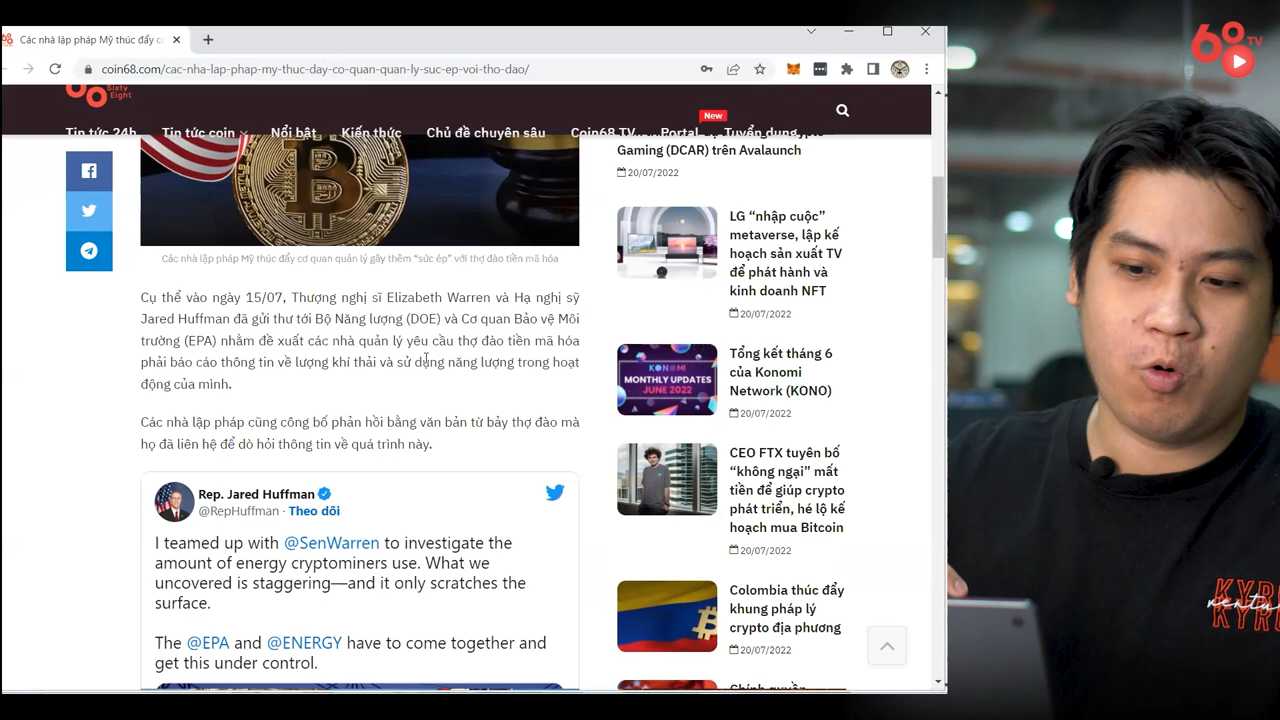 Các nhà lập pháp Mỹ thúc đẩy cơ
coin68.com/cac-nha-lap-phap-my-thuc-day-co-quan-quan-ly-suc-ep-voi-tho-dao/
68
TV
Sixty
Eight
New
Tin tức 24h Tin tức coin Nổi bật Kiến thức Chủ đề chuyên sâu Coin68 TV Portal Tuyển dụng
Gaming (DCAR) trên Avalaunch
20/07/2022
Các nhà lập pháp Mỹ thúc đẩy cơ quan quản lý gây thêm “sức ép” với thợ đào tiền mã hóa
Cụ thể vào ngày 15/07, Thượng nghị sĩ Elizabeth Warren và Hạ nghị sỹ
Jared Huffman đã gửi thư tới Bộ Năng lượng (DOE) và Cơ quan Bảo vệ Môi
trường (EPA) nhằm đề xuất các nhà quản lý yêu cầu thợ đào tiền mã hóa
phải báo cáo thông tin về lượng khí thải và sử dụng năng lượng trong hoạt
động của mình.
Các nhà lập pháp cũng công bố phản hồi bằng văn bản từ bảy thợ đào mà
họ đã liên hệ để dò hỏi thông tin về quá trình này.
Rep. Jared Huffman
@RepHuffman · Theo dõi
I teamed up with @SenWarren to investigate the
amount of energy cryptominers use. What we
uncovered is staggering—and it only scratches the
surface.
The @EPA and @ENERGY have to come together and
get this under control.
LG “nhập cuộc”
metaverse, lập kế
hoạch sản xuất TV
để phát hành và
kinh doanh NFT
20/07/2022
KONOMI
MONTHLY UPDATES
JUNE 2022
Tổng kết tháng 6
của Konomi
Network (KONO)
20/07/2022
CEO FTX tuyên bố
“không ngại” mất
tiền để giúp crypto
phát triển, hé lộ kế
hoạch mua Bitcoin
20/07/2022
Colombia thúc đẩy
khung pháp lý
crypto địa phương
20/07/2022
Chính quyền
ventu